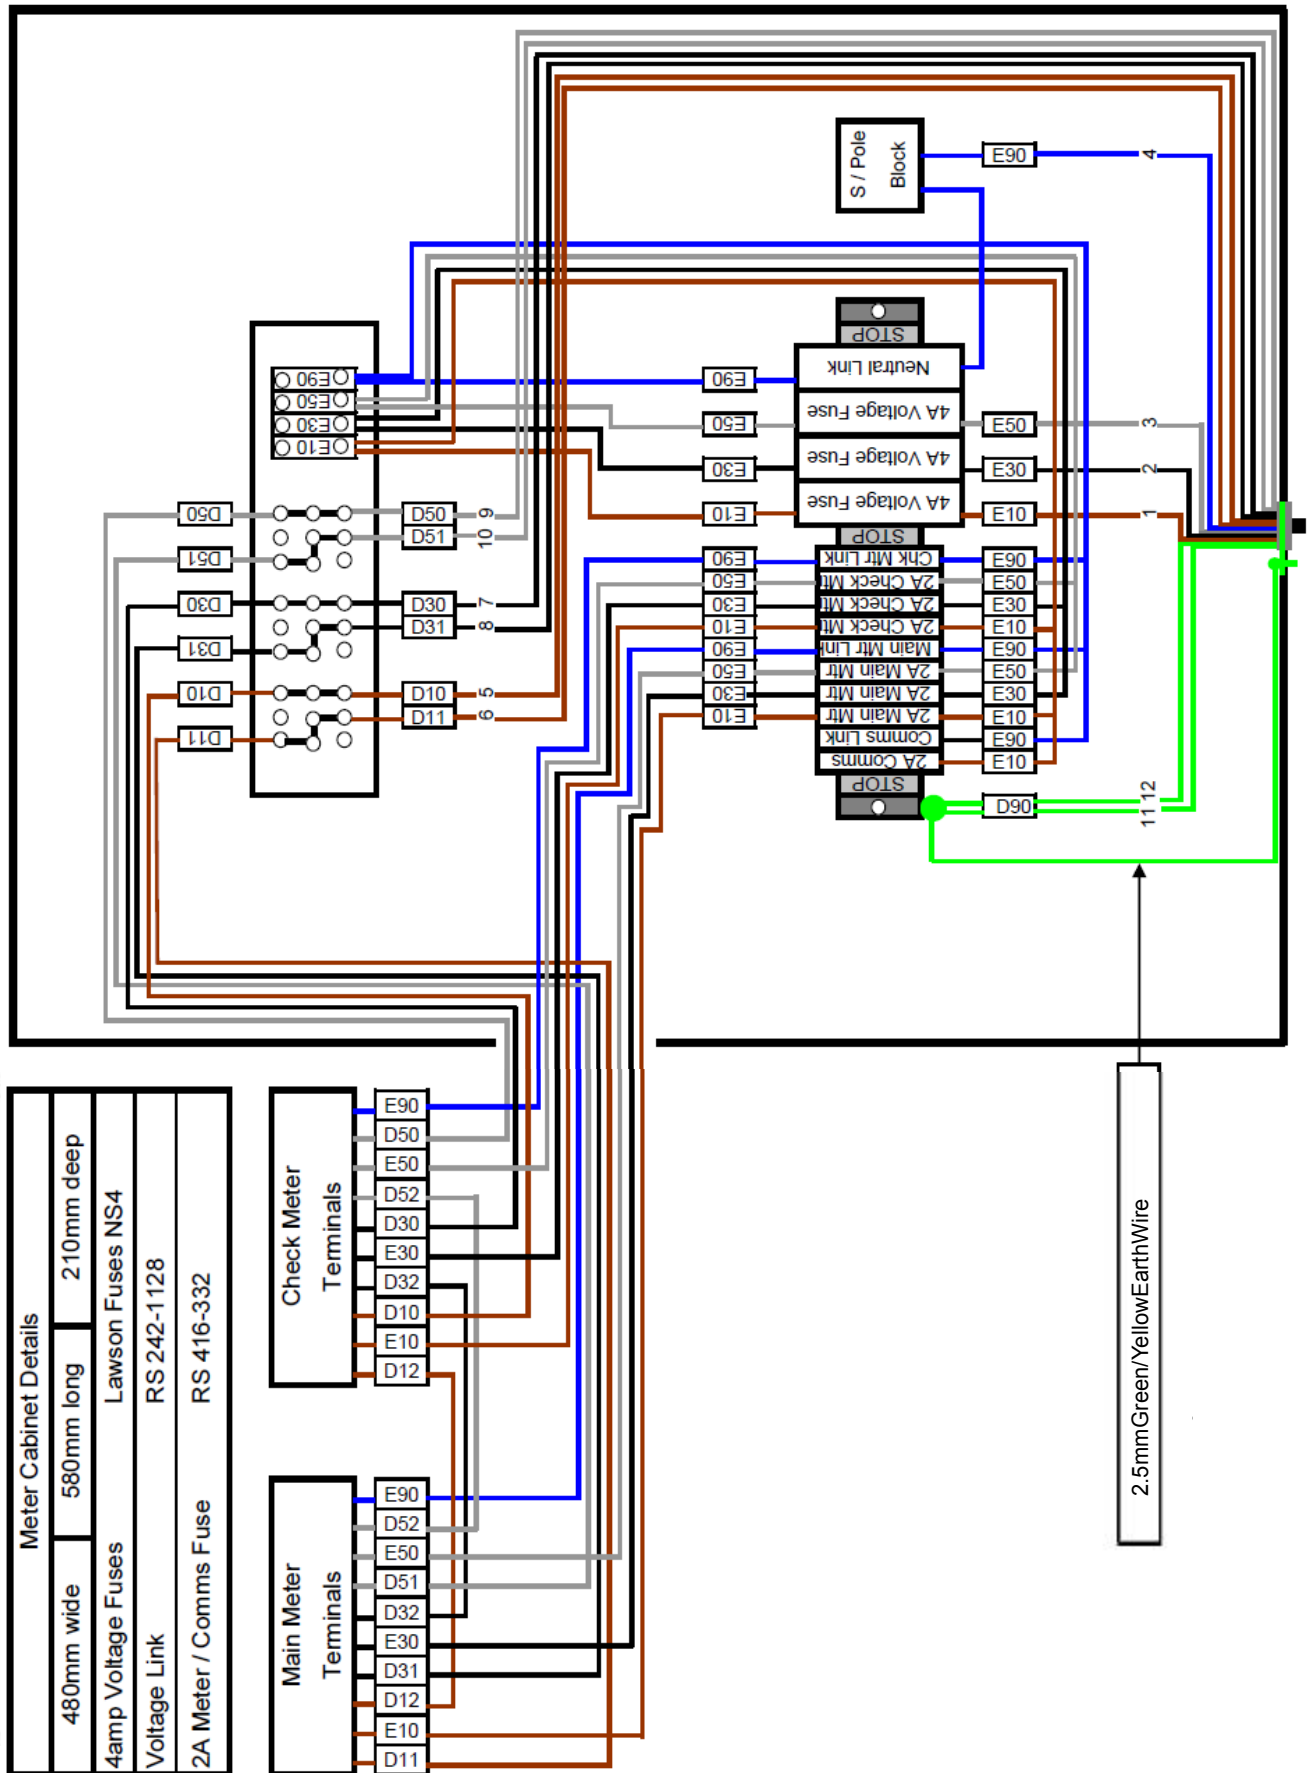 S / Pole
Block
E90
4
STOP
Neutral Link
4A Voltage Fuse
4A Voltage Fuse
4A Voltage Fuse
STOP
Chk Mtr Link
2A Check Mtr
2A Check Mtr
2A Check Mtr
Main Mtr Link
2A Main Mtr
2A Main Mtr
2A Main Mtr
Comms Link
2A Comms
STOP
E90
E50
E30
E10
E90
E50
E30
E10
E90
E50
E30
E10
E90
E50
E30
E10
E50
3
E30
2
E10
1
E90
E50
E30
E10
E90
E50
E30
E10
E90
E10
D90
11 12
D50
D51
D30
D31
D10
D11
D50
9
D51
10
D30
7
D31
8
D10
5
D11
6
Meter Cabinet Details
480mm wide
580mm long
210mm deep
4amp Voltage Fuses
Lawson Fuses NS4
Voltage Link
RS 242-1128
2A Meter / Comms Fuse
RS 416-332
Check Meter
Terminals
E90
D50
E50
D52
D30
E30
D32
D10
E10
D12
Main Meter
Terminals
E90
D52
E50
D51
D32
E30
D31
D12
E10
D11
2.5mmGreen/YellowEarthWire